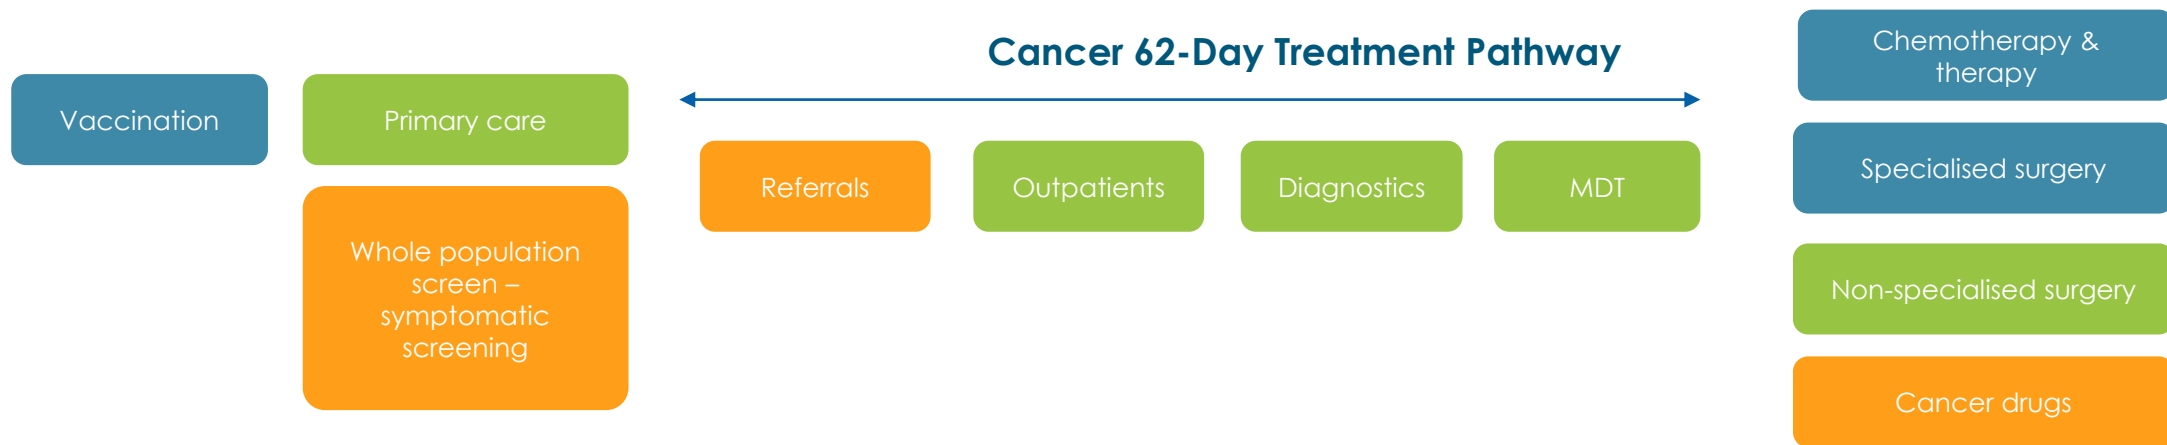 Cancer 62-Day Treatment Pathway
Vaccination
Primary care
Whole population
screen –
symptomatic
screening
Referrals
Outpatients
Diagnostics
MDT
Chemotherapy &
therapy
Specialised surgery
Non-specialised surgery
Cancer drugs